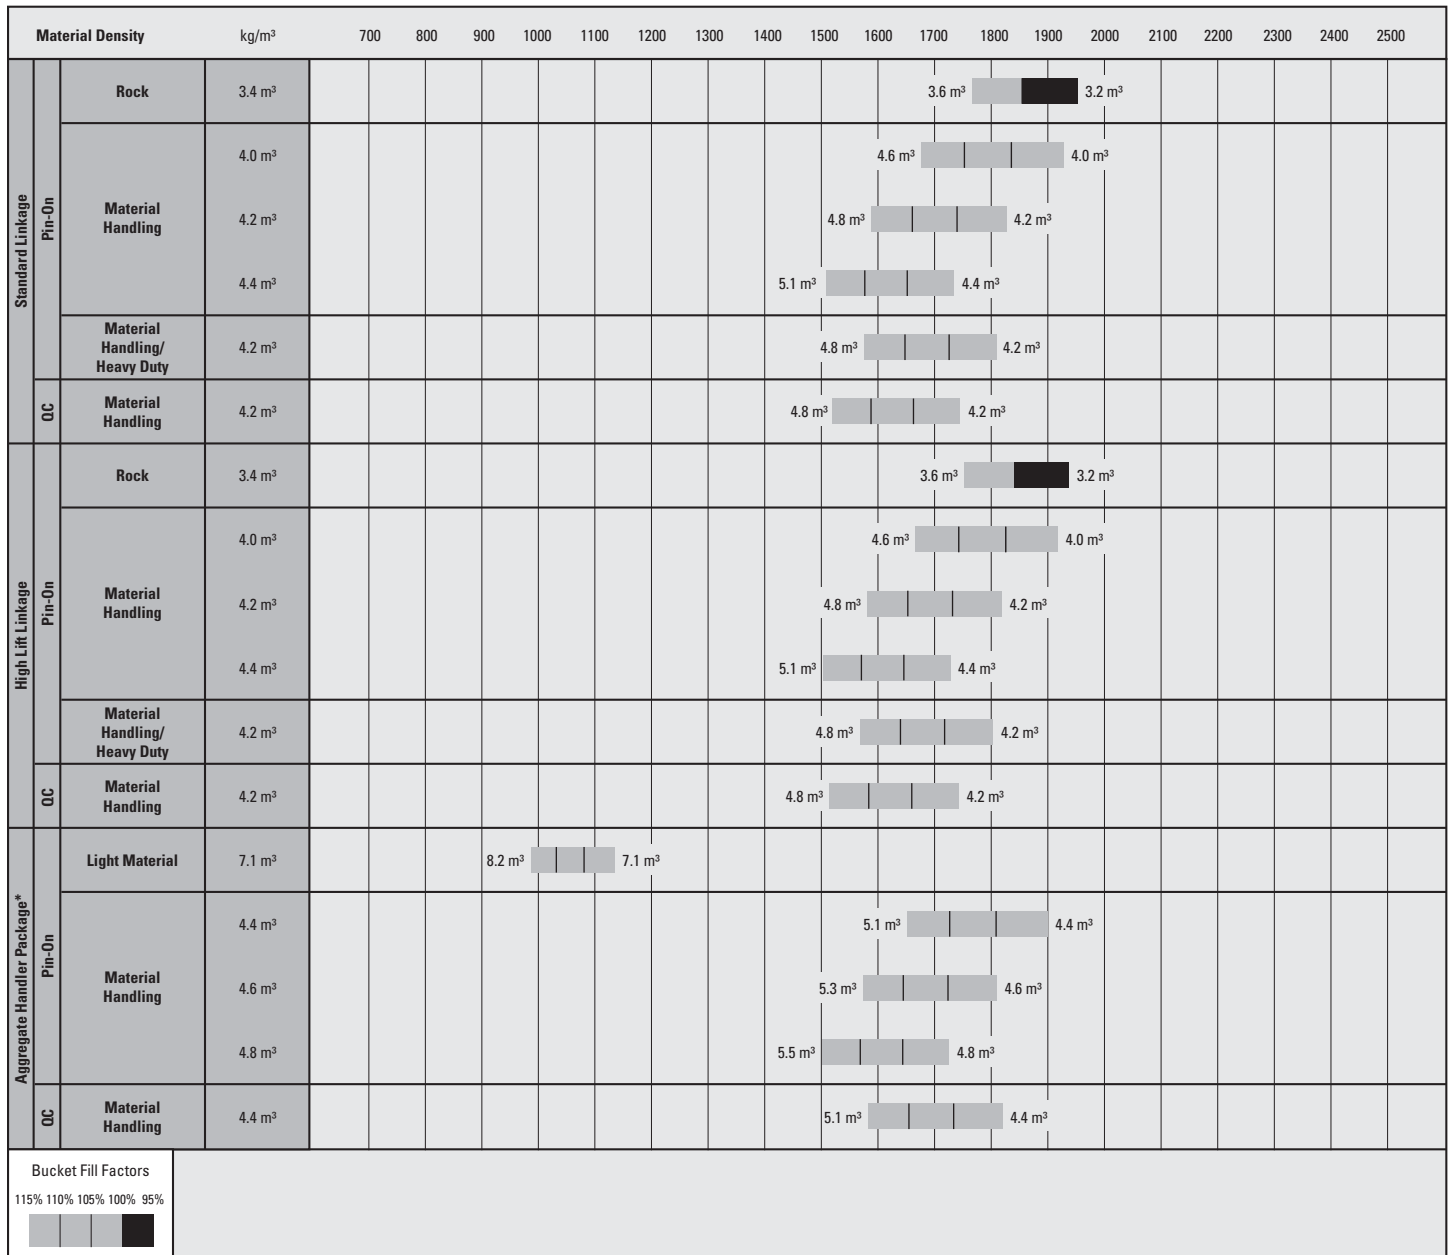 Material Density kg/m³ 700 800 900 1000 1100 1200 1300 1400 1500 1600 1700 1800 1900 2000 2100 2200 2300 2400 2500
Standard Linkage
Pin-On
Rock 3.4 m³ 3.6 m³ 3.2 m³
Material
Handling
4.0 m³ 4.6 m³ 4.0 m³
4.2 m³ 4.8 m³ 4.2 m³
4.4 m³ 5.1 m³ 4.4 m³
Material
Handling/
Heavy Duty
4.2 m³ 4.8 m³ 4.2 m³
QC
Material
Handling
4.2 m³ 4.8 m³ 4.2 m³
High Lift Linkage
Pin-On
Rock 3.4 m³ 3.6 m³ 3.2 m³
Material
Handling
4.0 m³ 4.6 m³ 4.0 m³
4.2 m³ 4.8 m³ 4.2 m³
4.4 m³ 5.1 m³ 4.4 m³
Material
Handling/
Heavy Duty
4.2 m³ 4.8 m³ 4.2 m³
QC
Material
Handling
4.2 m³ 4.8 m³ 4.2 m³
Aggregate Handler Package*
Pin-On
Light Material 7.1 m³ 8.2 m³ 7.1 m³
Material
Handling
4.4 m³ 5.1 m³ 4.4 m³
4.6 m³ 5.3 m³ 4.6 m³
4.8 m³ 5.5 m³ 4.8 m³
QC
Material
Handling
4.4 m³ 5.1 m³ 4.4 m³
Bucket Fill Factors
115% 110% 105% 100% 95%